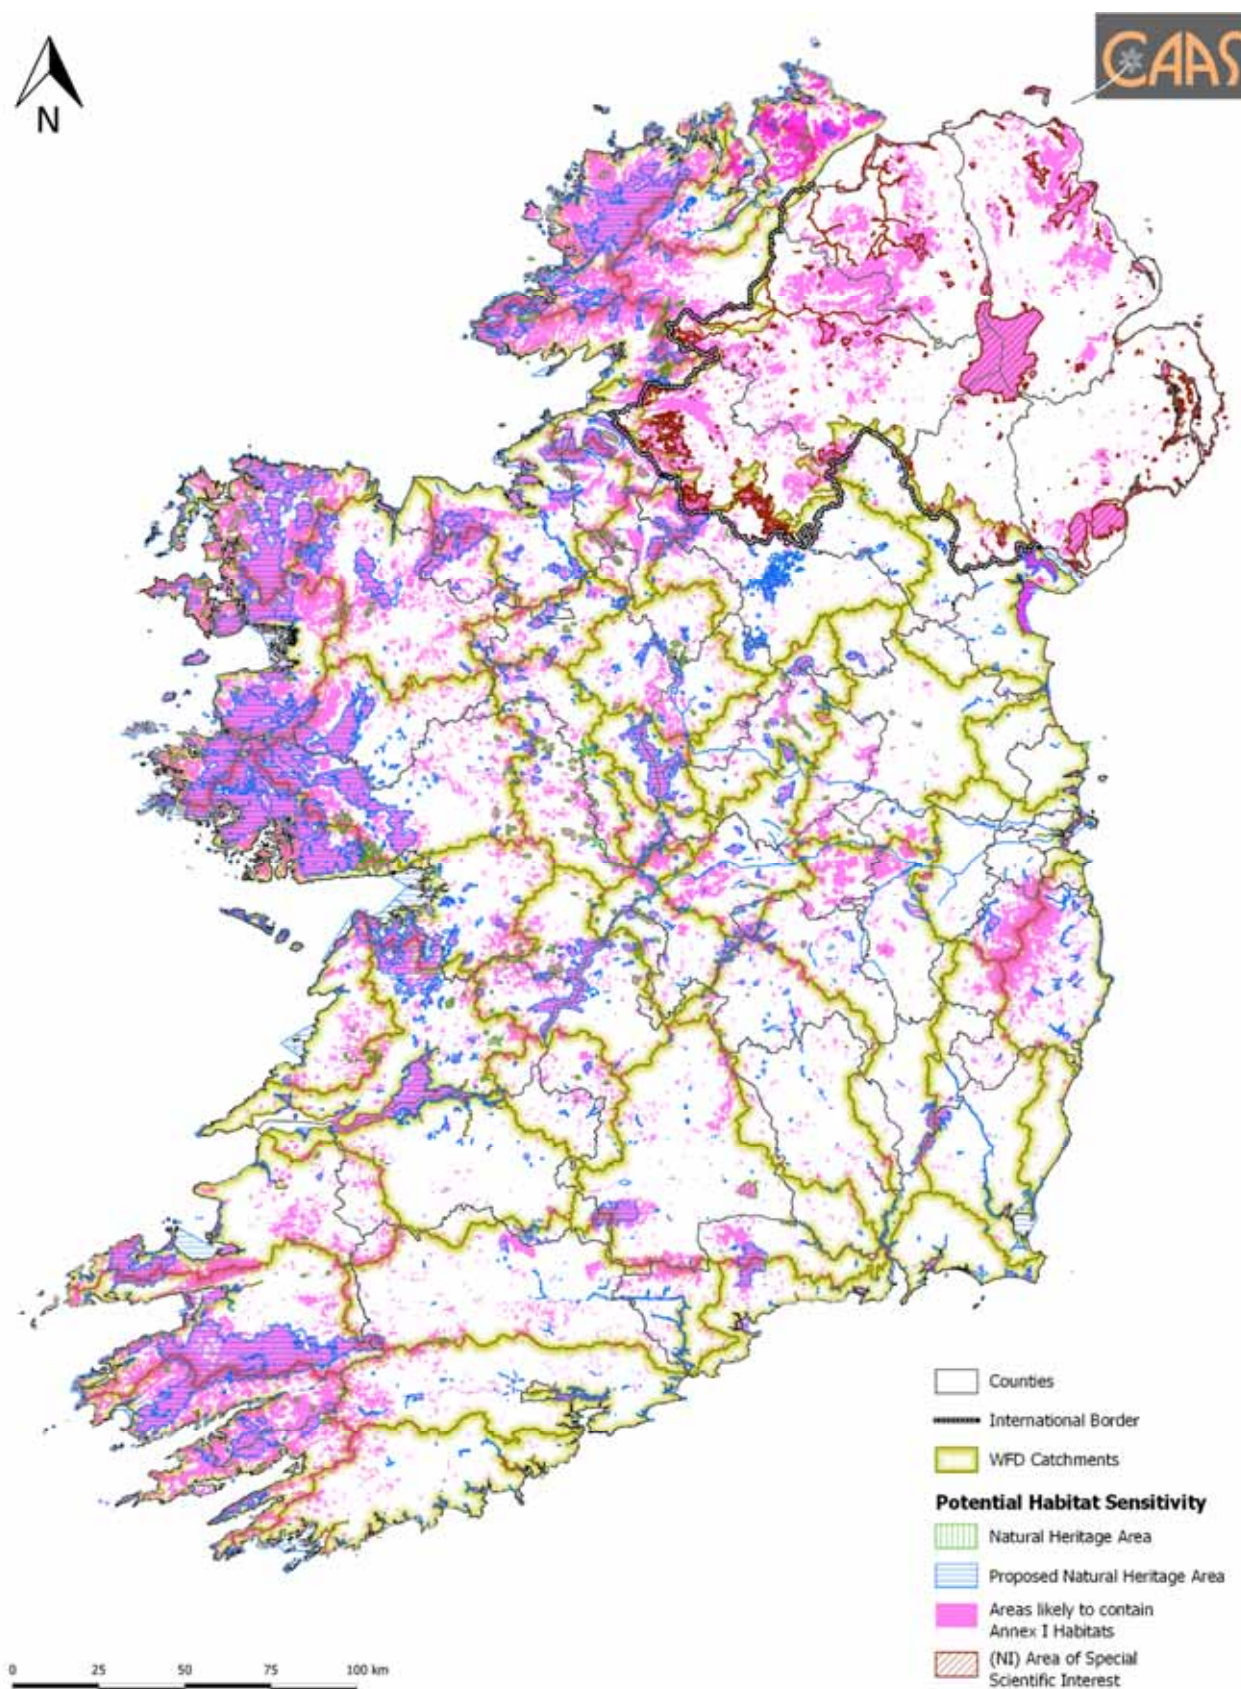 CAAS
N
Counties
International Border
WFD Catchments
Potential Habitat Sensitivity
Natural Heritage Area
Proposed Natural Heritage Area
Areas likely to contain
Annex I Habitats
(NI) Area of Special
Scientific Interest
0 25 50 75 100 km